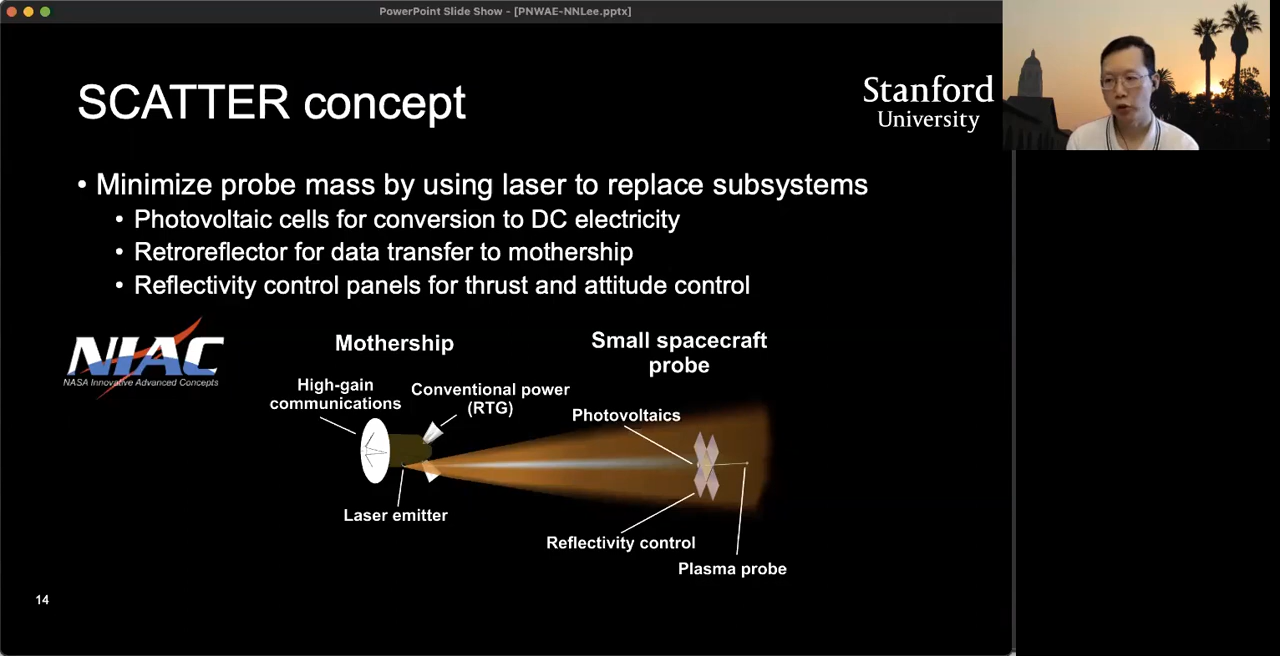 PowerPoint Slide Show - [PNWAE-NNLee.pptx]
SCATTER concept
Stanford
University
• Minimize probe mass by using laser to replace subsystems
• Photovoltaic cells for conversion to DC electricity
• Retroreflector for data transfer to mothership
• Reflectivity control panels for thrust and attitude control
NIAC
NASA Innovative Advanced Concepts
Mothership
Small spacecraft
probe
High-gain
communications
Conventional power
(RTG)
Photovoltaics
Laser emitter
Reflectivity control
Plasma probe
14